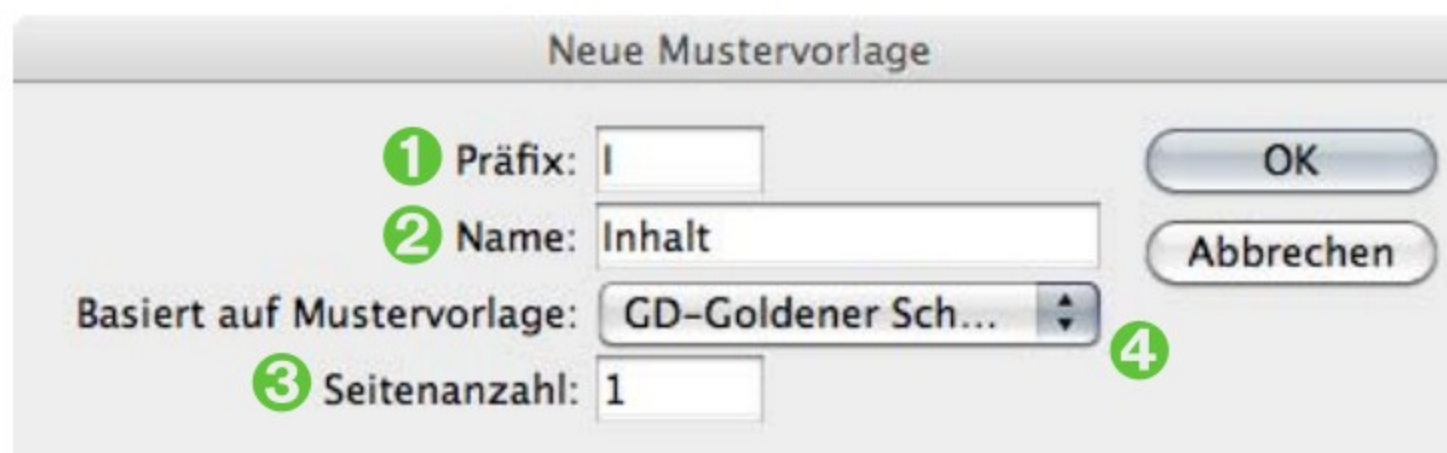 Neue Mustervorlage
1 Präfix: I OK
2 Name: Inhalt Abbrechen
Basiert auf Mustervorlage: GD-Goldener Sch... 4
3 Seitenanzahl: 1